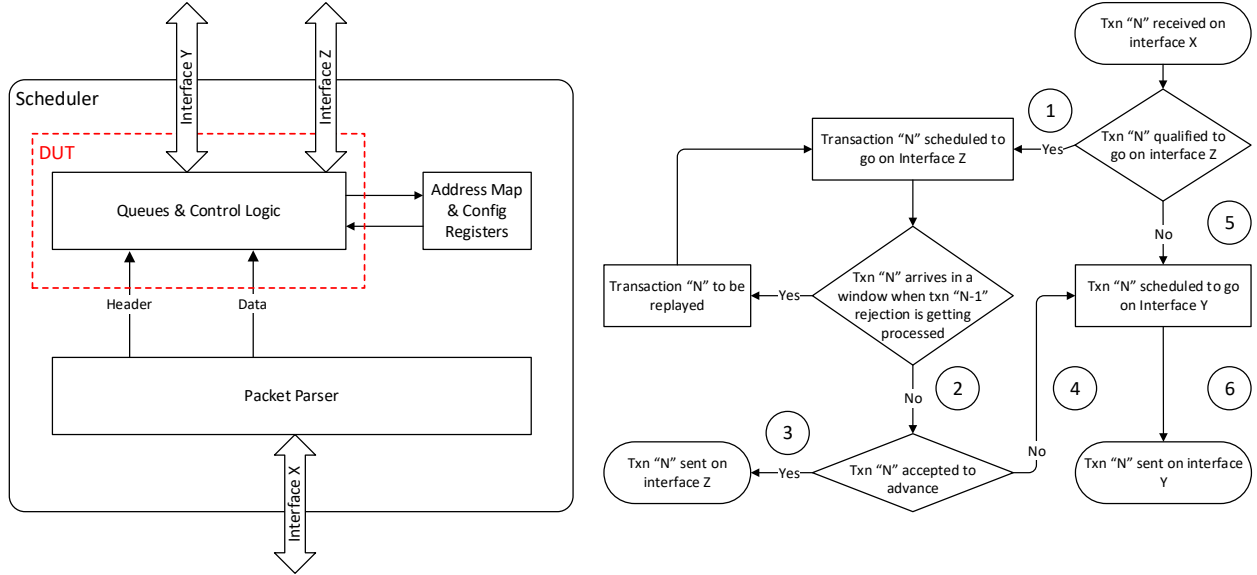 Interface Y
Interface Z
Scheduler
DUT
Queues & Control Logic
Address Map
& Config
Registers
Header
Data
Packet Parser
Interface X
Txn “N” received on
interface X
1
Txn “N” qualified to
go on interface Z
Yes
Transaction “N” scheduled to
go on Interface Z
No
5
Txn “N” arrives in a
window when txn “N-1”
rejection is getting
processed
Yes
Transaction “N” to be
replayed
Txn “N” scheduled to go
on Interface Y
No
2
4
6
3
Txn “N” accepted to
advance
Yes
No
Txn “N” sent on
interface Z
Txn “N” sent on interface
Y